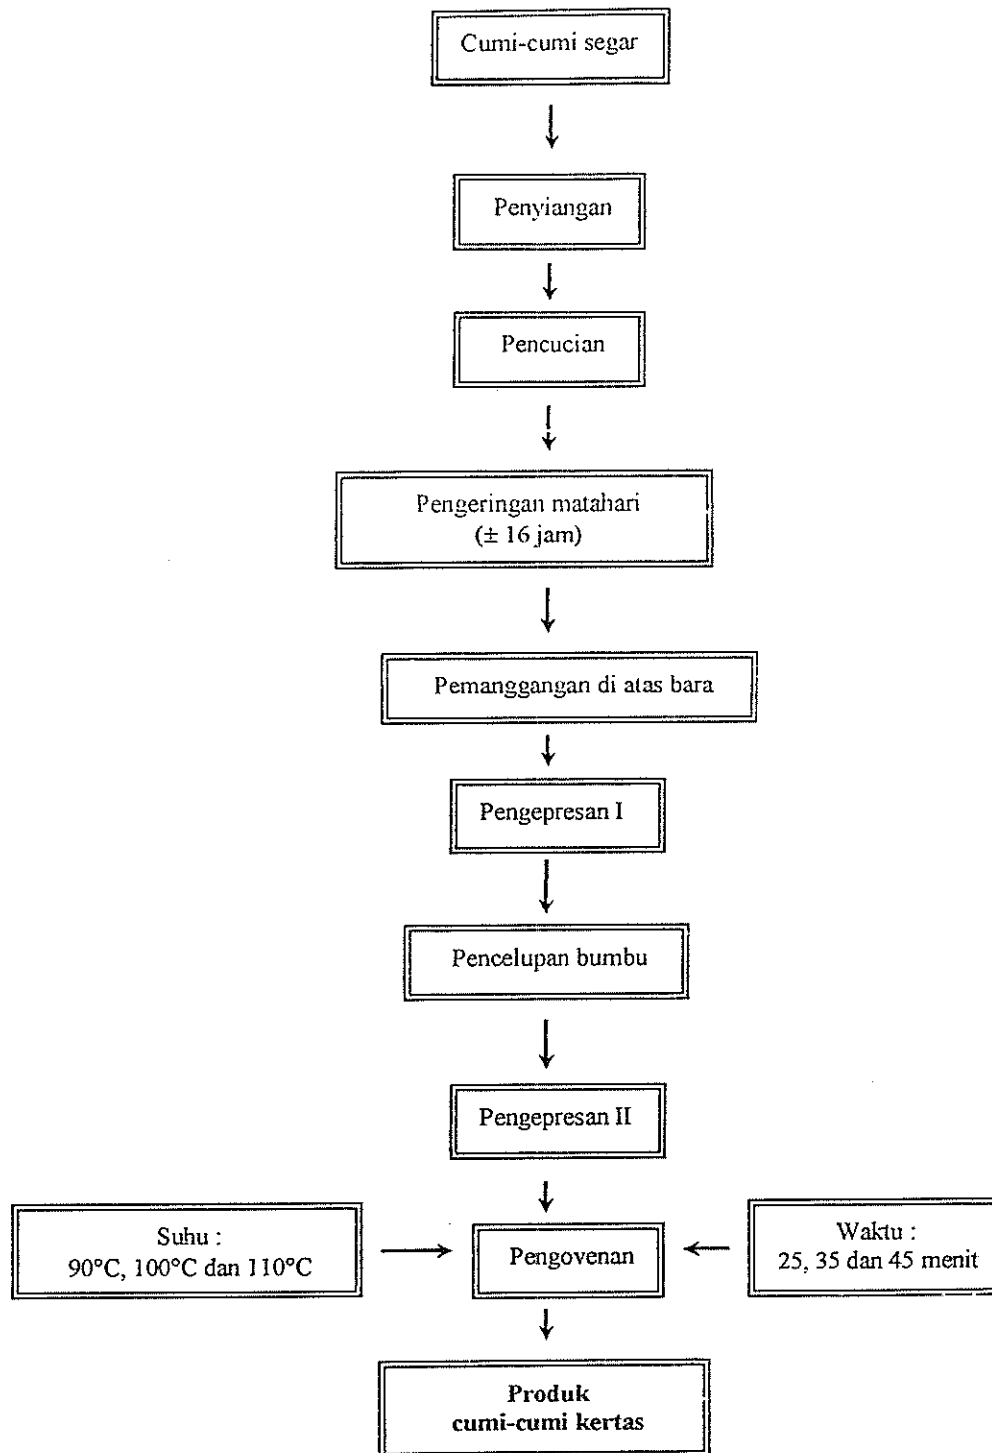 Cumi-cumi segar
Penyiangan
Pencucian
Pengeringan matahari
(± 16 jam)
Pemanggangan di atas bara
Pengepresan I
Pencelupan bumbu
Pengepresan II
Suhu :
90°C, 100°C dan 110°C
Pengovenan
Waktu :
25, 35 dan 45 menit
Produk
cumi-cumi kertas